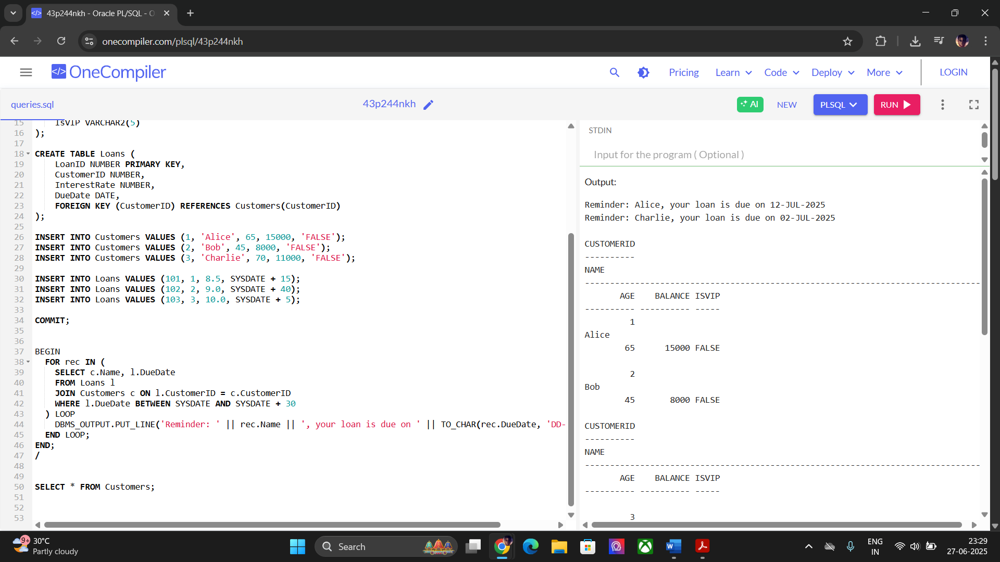 43p244nkh - Oracle PL/SQL - O
onecompiler.com/plsql/43p244nkh
</> OneCompiler
Pricing Learn Code Deploy More LOGIN
queries.sql
43p244nkh
AI NEW PLSQL RUN
15 IsVIP VARCHAR2(5)
16 );
17
18 CREATE TABLE Loans (
19 LoanID NUMBER PRIMARY KEY,
20 CustomerID NUMBER,
21 InterestRate NUMBER,
22 DueDate DATE,
23 FOREIGN KEY (CustomerID) REFERENCES Customers(CustomerID)
24 );
25
26 INSERT INTO Customers VALUES (1, 'Alice', 65, 15000, 'FALSE');
27 INSERT INTO Customers VALUES (2, 'Bob', 45, 8000, 'FALSE');
28 INSERT INTO Customers VALUES (3, 'Charlie', 70, 11000, 'FALSE');
29
30 INSERT INTO Loans VALUES (101, 1, 8.5, SYSDATE + 15);
31 INSERT INTO Loans VALUES (102, 2, 9.0, SYSDATE + 40);
32 INSERT INTO Loans VALUES (103, 3, 10.0, SYSDATE + 5);
33
34 COMMIT;
35
36
37 BEGIN
38 FOR rec IN (
39 SELECT c.Name, l.DueDate
40 FROM Loans l
41 JOIN Customers c ON l.CustomerID = c.CustomerID
42 WHERE l.DueDate BETWEEN SYSDATE AND SYSDATE + 30
43 ) LOOP
44 DBMS_OUTPUT.PUT_LINE('Reminder: ' || rec.Name || ', your loan is due on ' || TO_CHAR(rec.DueDate, 'DD-
45 END LOOP;
46 END;
47 /
48
49
50 SELECT * FROM Customers;
51
52
53
STDIN
Input for the program ( Optional )
Output:
Reminder: Alice, your loan is due on 12-JUL-2025
Reminder: Charlie, your loan is due on 02-JUL-2025
CUSTOMERID
----------
NAME
-------------------------------------------------------------------------------
AGE BALANCE ISVIP
---------- ---------- -----
1
Alice
65 15000 FALSE
2
Bob
45 8000 FALSE
CUSTOMERID
----------
NAME
-------------------------------------------------------------------------------
AGE BALANCE ISVIP
---------- ---------- -----
3
9+
30°C
Partly cloudy
Search
ENG
IN
23:29
27-06-2025